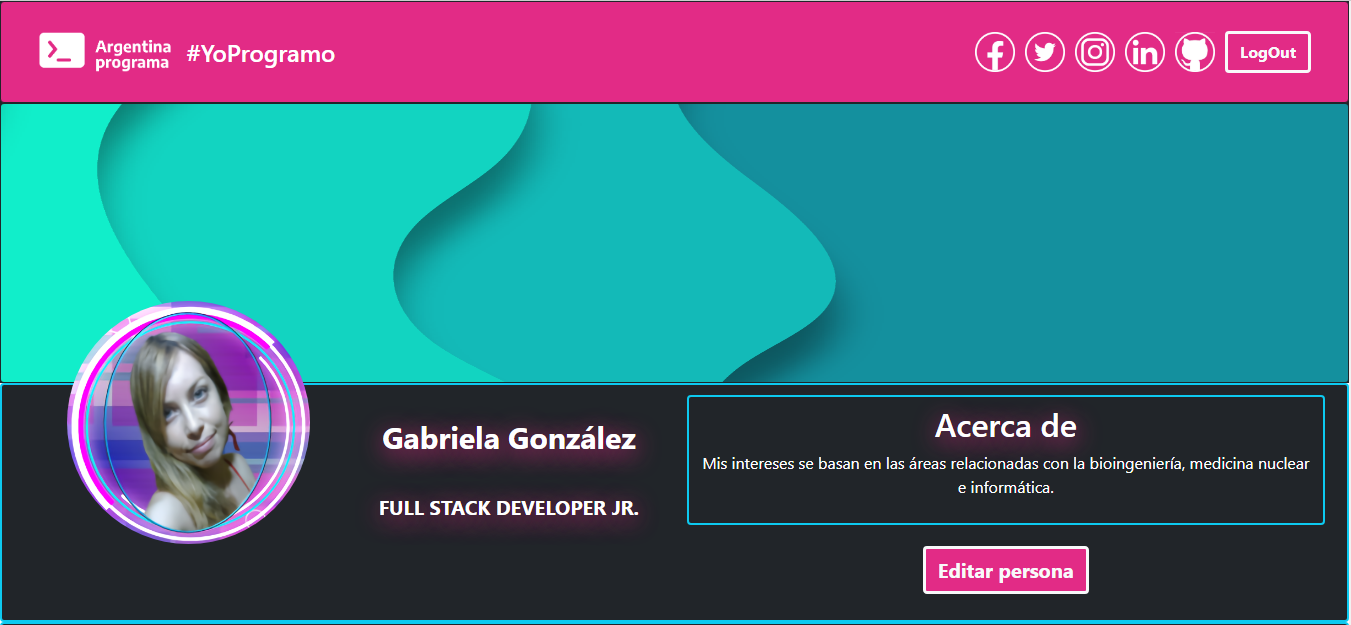 Argentina
programa
#YoProgramo
LogOut
Gabriela González
FULL STACK DEVELOPER JR.
Acerca de
Mis intereses se basan en las áreas relacionadas con la bioingeniería, medicina nuclear
e informática.
Editar persona